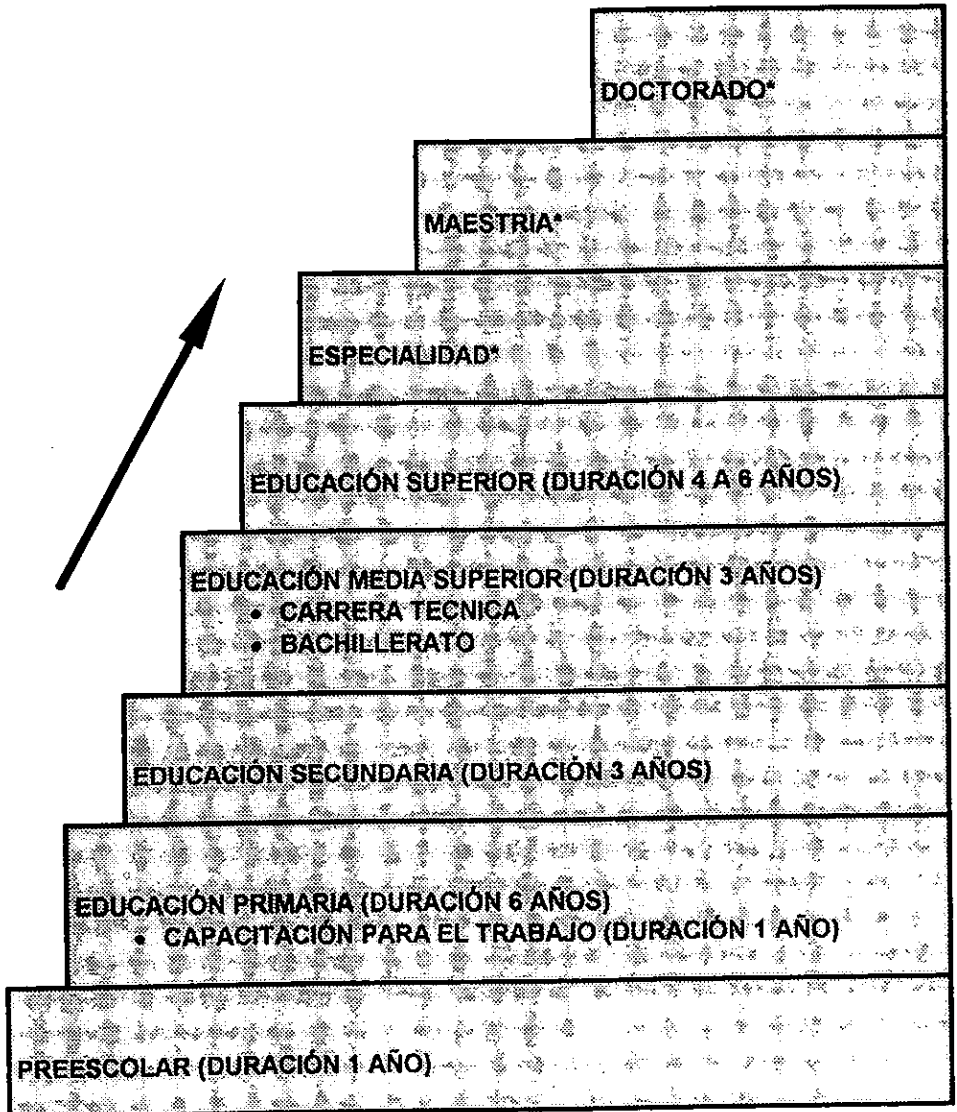 DOCTORADO*
MAESTRIA*
ESPECIALIDAD*
EDUCACIÓN SUPERIOR (DURACIÓN 4 A 6 AÑOS)
EDUCACIÓN MEDIA SUPERIOR (DURACIÓN 3 AÑOS)
• CARRERA TECNICA
• BACHILLERATO
EDUCACIÓN SECUNDARIA (DURACIÓN 3 AÑOS)
EDUCACIÓN PRIMARIA (DURACIÓN 6 AÑOS)
• CAPACITACIÓN PARA EL TRABAJO (DURACIÓN 1 AÑO)
PREESCOLAR (DURACIÓN 1 AÑO)